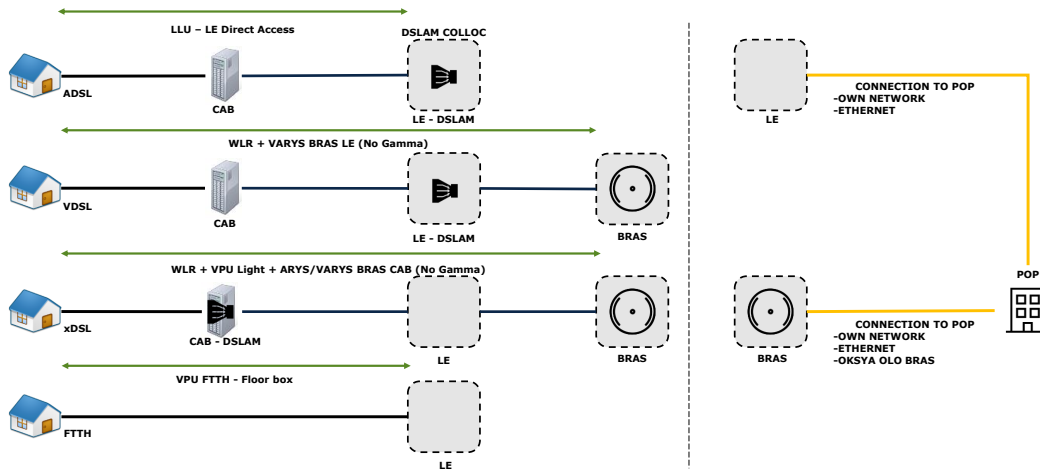 LLU – LE Direct Access
DSLAM COLLOC
ADSL
CAB
LE - DSLAM
WLR + VARYS BRAS LE (No Gamma)
VDSL
CAB
LE - DSLAM
BRAS
WLR + VPU Light + ARYS/VARYS BRAS CAB (No Gamma)
xDSL
CAB - DSLAM
LE
BRAS
VPU FTTH - Floor box
FTTH
LE
LE
CONNECTION TO POP
-OWN NETWORK
-ETHERNET
POP
BRAS
CONNECTION TO POP
-OWN NETWORK
-ETHERNET
-OKSYA OLO BRAS